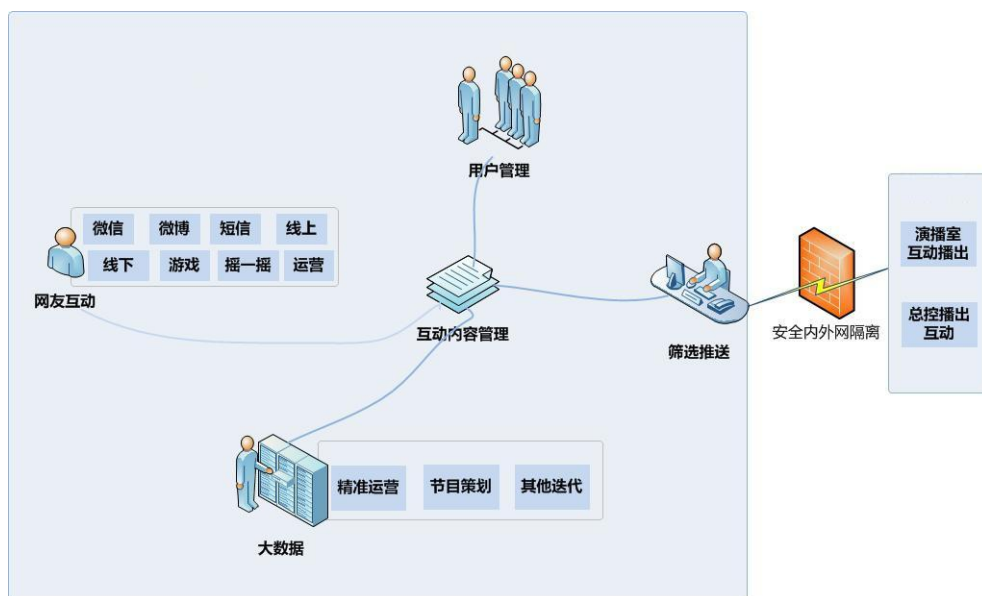 用户管理
微信
微博
短信
线上
线下
游戏
摇一摇
运营
网友互动
互动内容管理
筛选推送
安全内外网隔离
演播室
互动播出
总控播出
互动
精准运营
节目策划
其他迭代
大数据